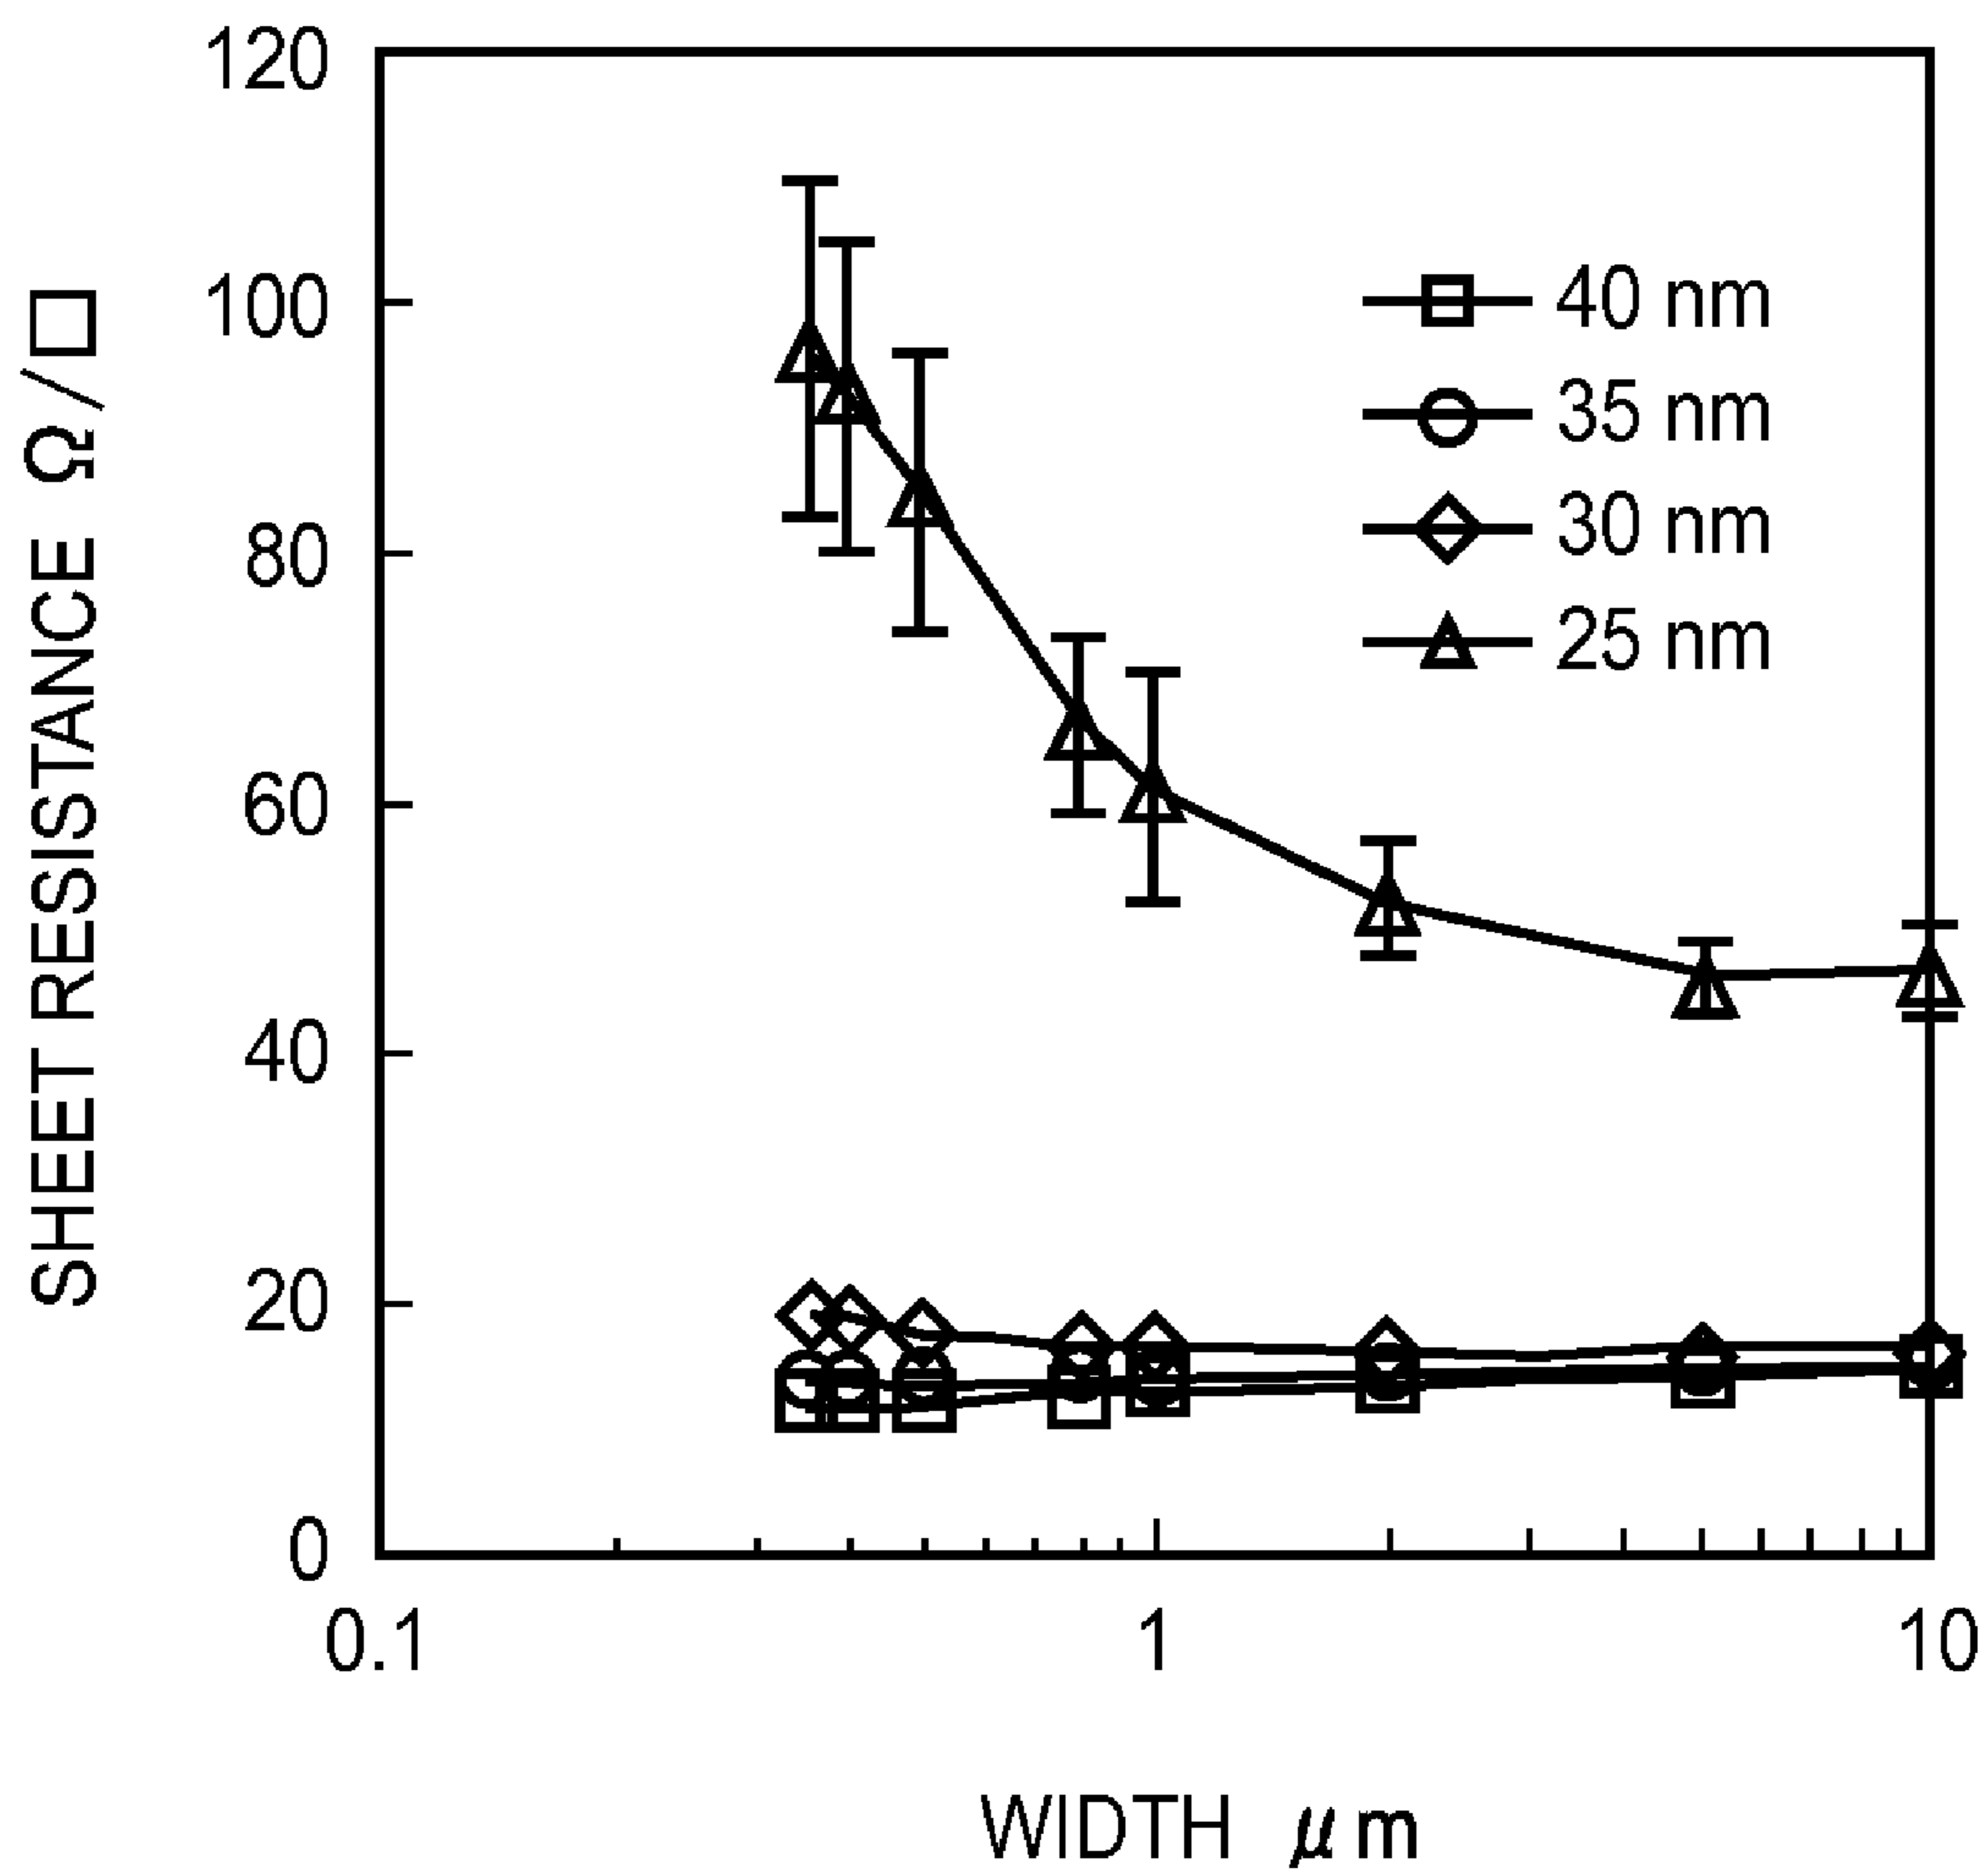 120
100
80
60
40
20
0
SHEET RESISTANCE Ω/□
40 nm
35 nm
30 nm
25 nm
0.1
1
10
WIDTH μm